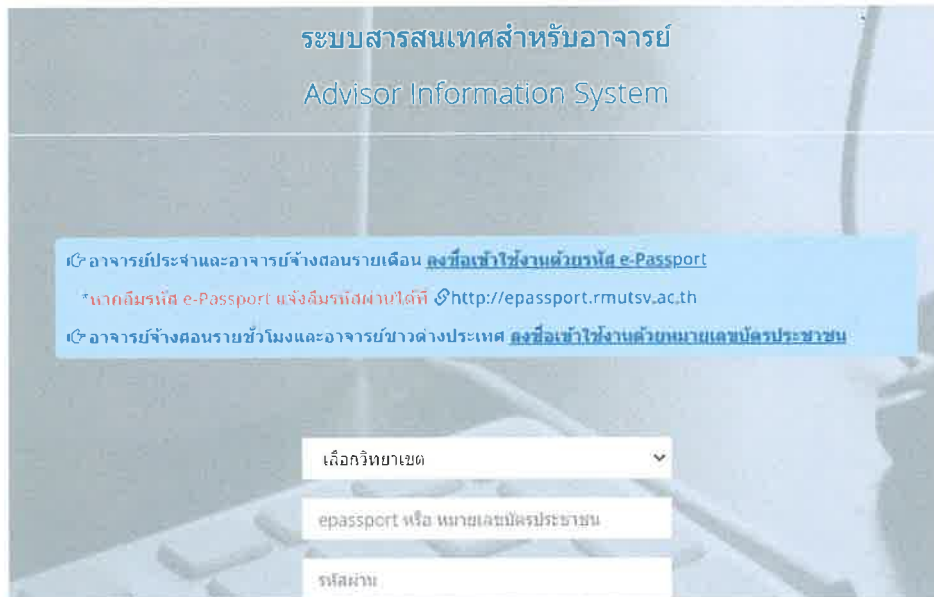 ระบบสารสนเทศสำหรับอาจารย์
Advisor Information System
อาจารย์ประจำและอาจารย์จ้างสอนรายเดือน ลงชื่อเข้าใช้งานด้วยรหัส e-Passport
*หากลืมรหัส e-Passport แจ้งลืมรหัสผ่านได้ที่ http://epassport.rmutsv.ac.th
อาจารย์จ้างสอนรายชั่วโมงและอาจารย์ชาวต่างประเทศ ลงชื่อเข้าใช้งานด้วยหมายเลขบัตรประชาชน
เลือกวิทยาเขต
epassport หรือ หมายเลขบัตรประชาชน
รหัสผ่าน